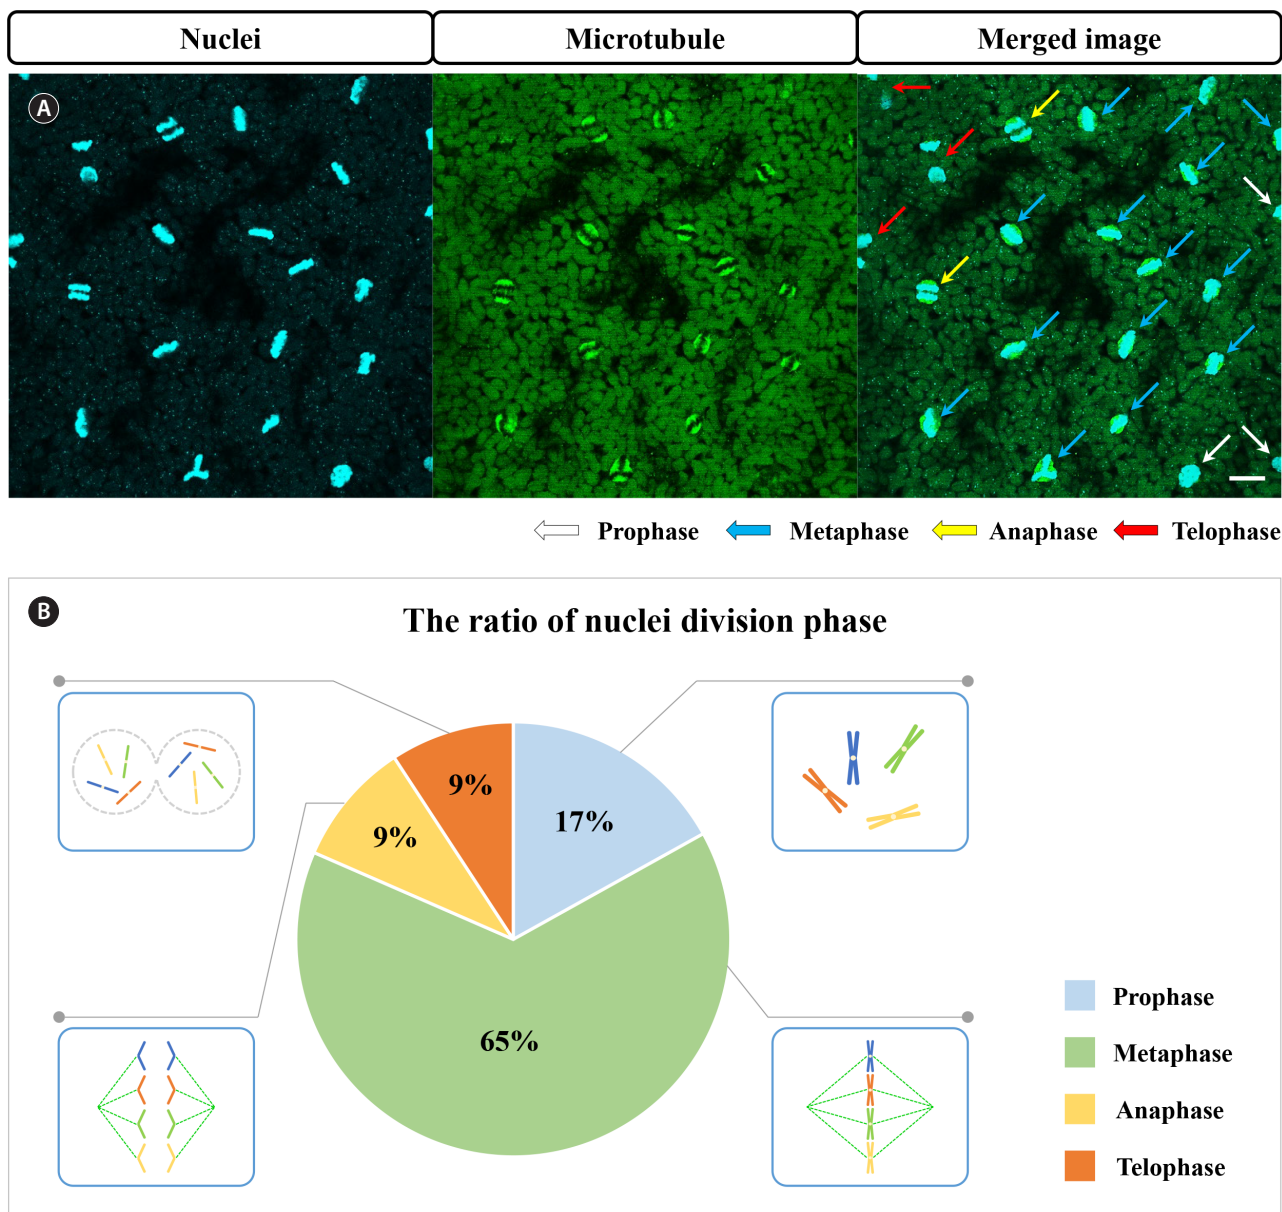 Nuclei Microtubule Merged image
A
Prophase Metaphase Anaphase Telophase
B
The ratio of nuclei division phase
9%
17%
9%
65%
Prophase
Metaphase
Anaphase
Telophase